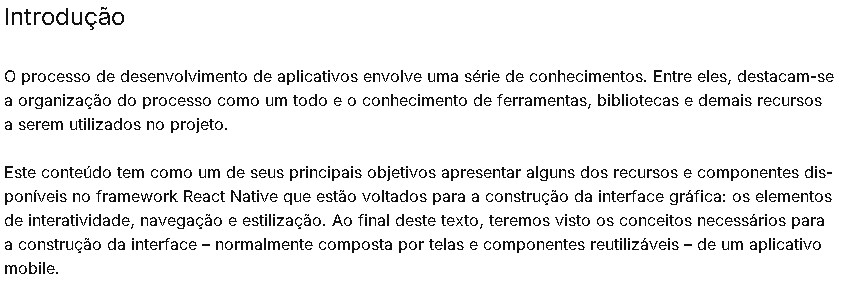 Introdução
O processo de desenvolvimento de aplicativos envolve uma série de conhecimentos. Entre eles, destacam-se
a organização do processo como um todo e o conhecimento de ferramentas, bibliotecas e demais recursos
a serem utilizados no projeto.
Este conteúdo tem como um de seus principais objetivos apresentar alguns dos recursos e componentes dis-
poníveis no framework React Native que estão voltados para a construção da interface gráfica: os elementos
de interatividade, navegação e estilização. Ao final deste texto, teremos visto os conceitos necessários para
a construção da interface – normalmente composta por telas e componentes reutilizáveis – de um aplicativo
mobile.